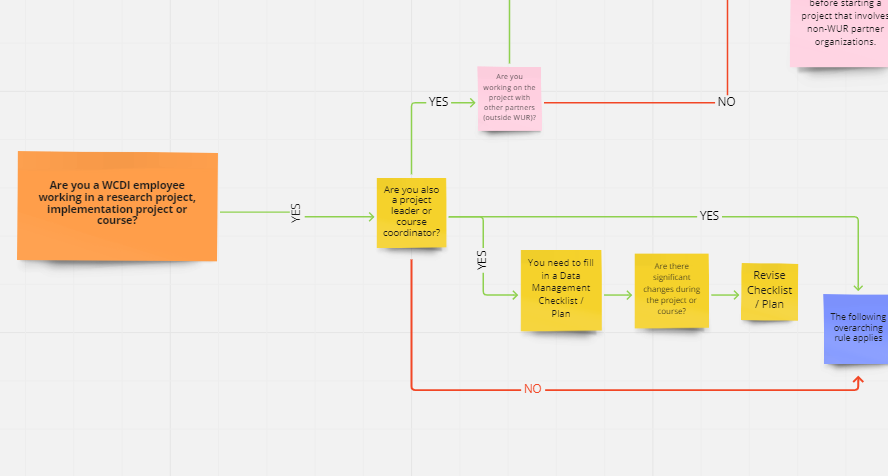 before starting a
project that involves
non-WUR partner
organizations.
Are you
working on the
project with
other partners
(outside WUR)?
YES
NO
Are you a WCDI employee
working in a research project,
implementation project or
course?
YES
Are you also
a project
leader or
course
coordinator?
YES
YES
You need to fill
in a Data
Management
Checklist /
Plan
Are there
significant
changes during
the project or
course?
Revise
Checklist
/ Plan
The following
overarching
rule applies
NO